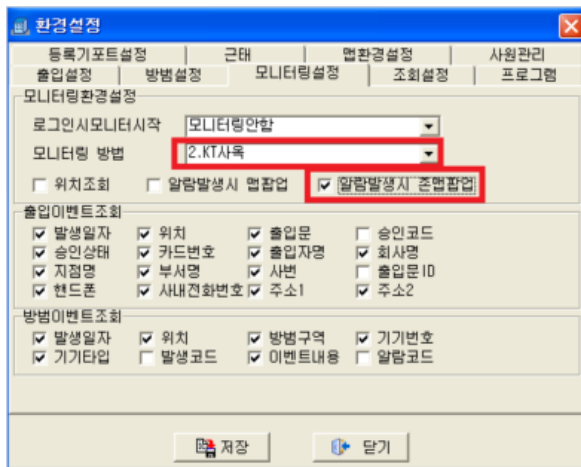 환경설정
등록기포트설정 근태 맵환경설정 사원관리
출입설정 방범설정 모니터링설정 조회설정 프로그램
모니터링환경설정
로그인시모니터시작 모니터링안함
모니터링 방법 2.KT사옥
위치조회 알람발생시 맵팝업 알람발생시 존맵팝업
출입이벤트조회
발생일자 위치 출입문 승인코드
승인상태 카드번호 출입자명 회사명
지점명 부서명 사번 출입문ID
핸드폰 사내전화번호 주소1 주소2
방범이벤트조회
발생일자 위치 방범구역 기기번호
기기타입 발생코드 이벤트내용 알람코드
저장 닫기